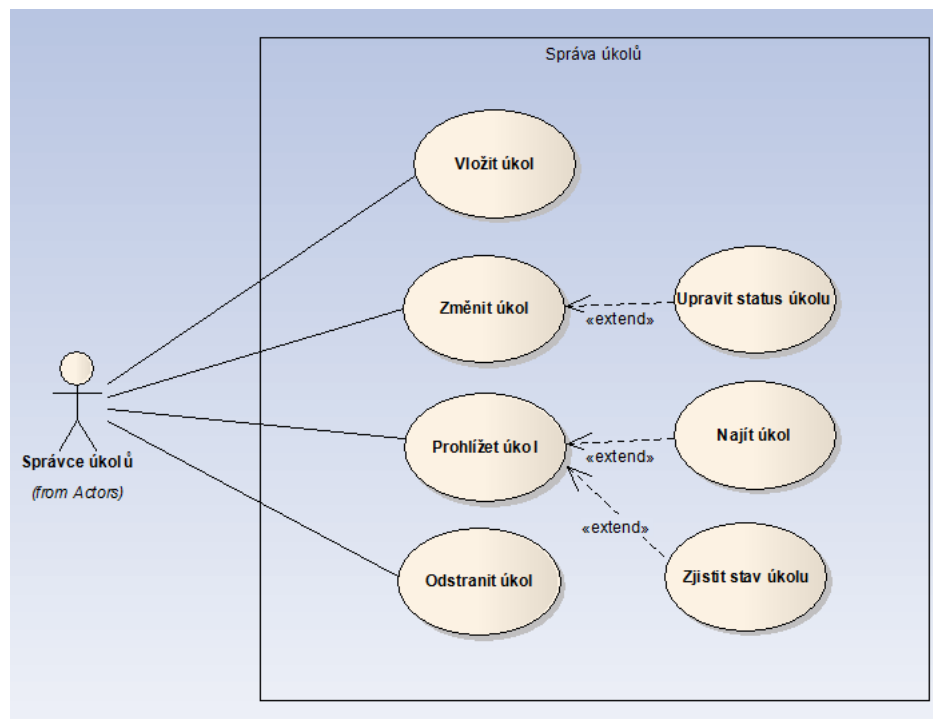 Správa úkolů
Vložit úkol
Změnit úkol
«extend»
Upravit status úkolu
Prohlížet úkol
«extend»
Najít úkol
«extend»
Odstranit úkol
Zjistit stav úkolu
Správce úkolů
(from Actors)